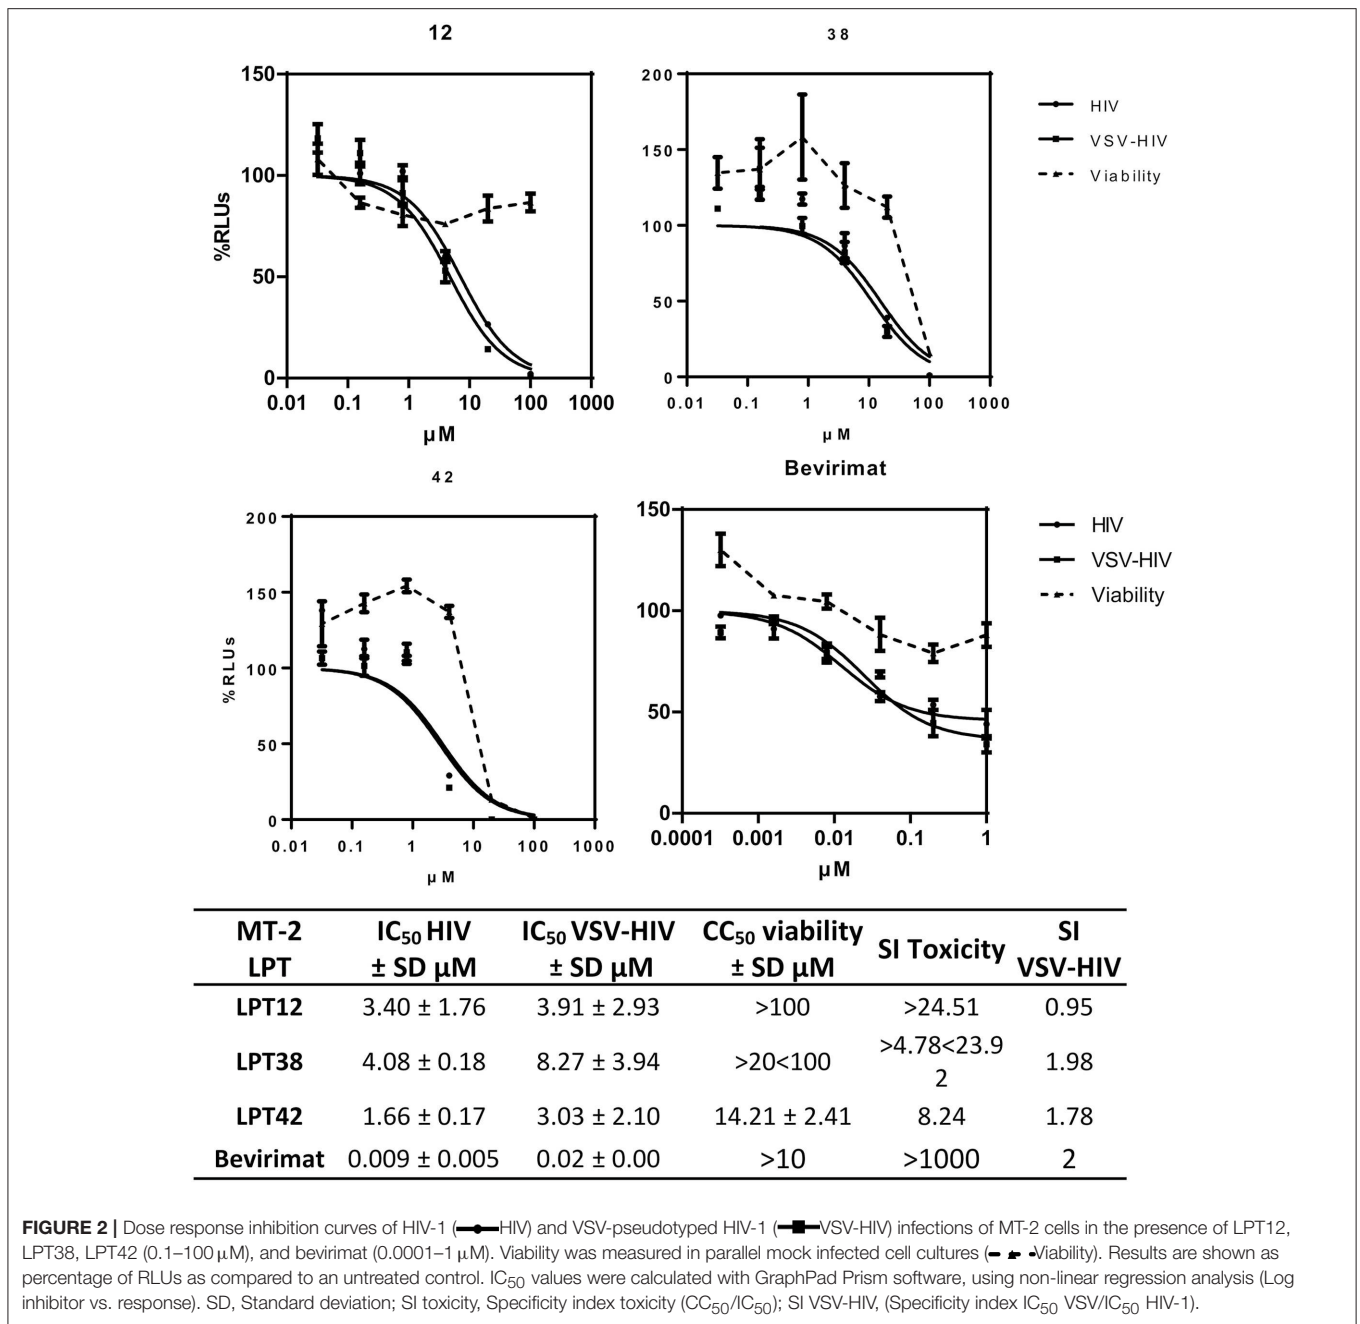 12
150
100
50
0
%RLUs
0.01 0.1 1 10 100 1000
µM
38
200
150
100
50
0
0.01 0.1 1 10 100 1000
µM
HIV
VSV-HIV
Viability
42
200
150
100
50
0
%RLUs
0.01 0.1 1 10 100 1000
µM
Bevirimat
150
100
50
0
0.0001 0.001 0.01 0.1 1
µM
HIV
VSV-HIV
Viability
MT-2 IC50 HIV IC50 VSV-HIV CC50 viability SI Toxicity SI
LPT ± SD µM ± SD µM ± SD µM VSV-HIV
LPT12 3.40 ± 1.76 3.91 ± 2.93 >100 >24.51 0.95
LPT38 4.08 ± 0.18 8.27 ± 3.94 >20<100 >4.78<23.9 1.98
2
LPT42 1.66 ± 0.17 3.03 ± 2.10 14.21 ± 2.41 8.24 1.78
Bevirimat 0.009 ± 0.005 0.02 ± 0.00 >10 >1000 2
FIGURE 2 | Dose response inhibition curves of HIV-1 (HIV) and VSV-pseudotyped HIV-1 (VSV-HIV) infections of MT-2 cells in the presence of LPT12,
LPT38, LPT42 (0.1–100 µM), and bevirimat (0.0001–1 µM). Viability was measured in parallel mock infected cell cultures (Viability). Results are shown as
percentage of RLUs as compared to an untreated control. IC50 values were calculated with GraphPad Prism software, using non-linear regression analysis (Log
inhibitor vs. response). SD, Standard deviation; SI toxicity, Specificity index toxicity (CC50/IC50); SI VSV-HIV, (Specificity index IC50 VSV/IC50 HIV-1).